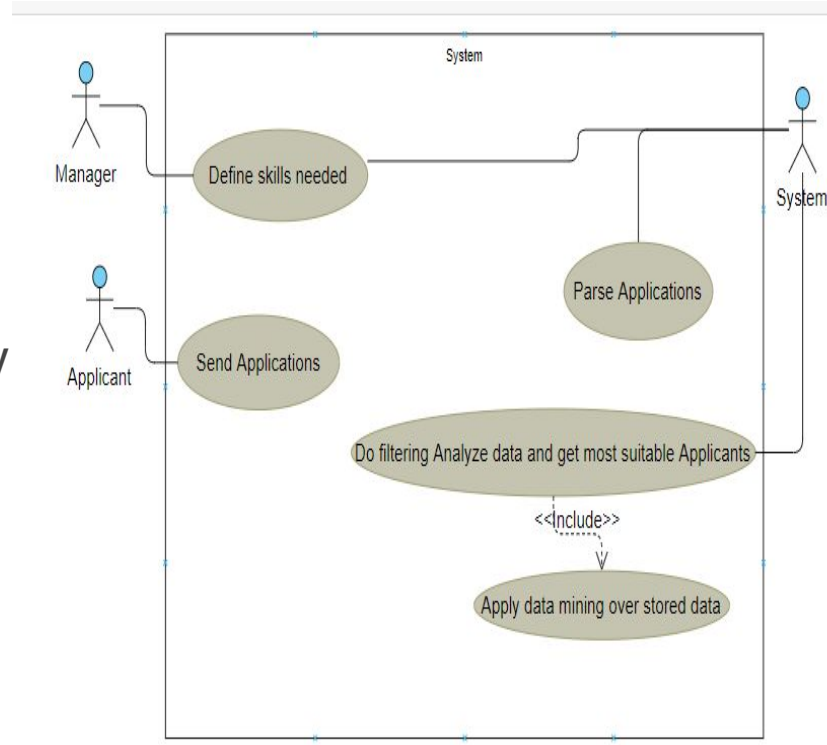 System
Manager
Define skills needed
System
Parse Applications
Applicant
Send Applications
Do filtering Analyze data and get most suitable Applicants
<<Include>>
Apply data mining over stored data